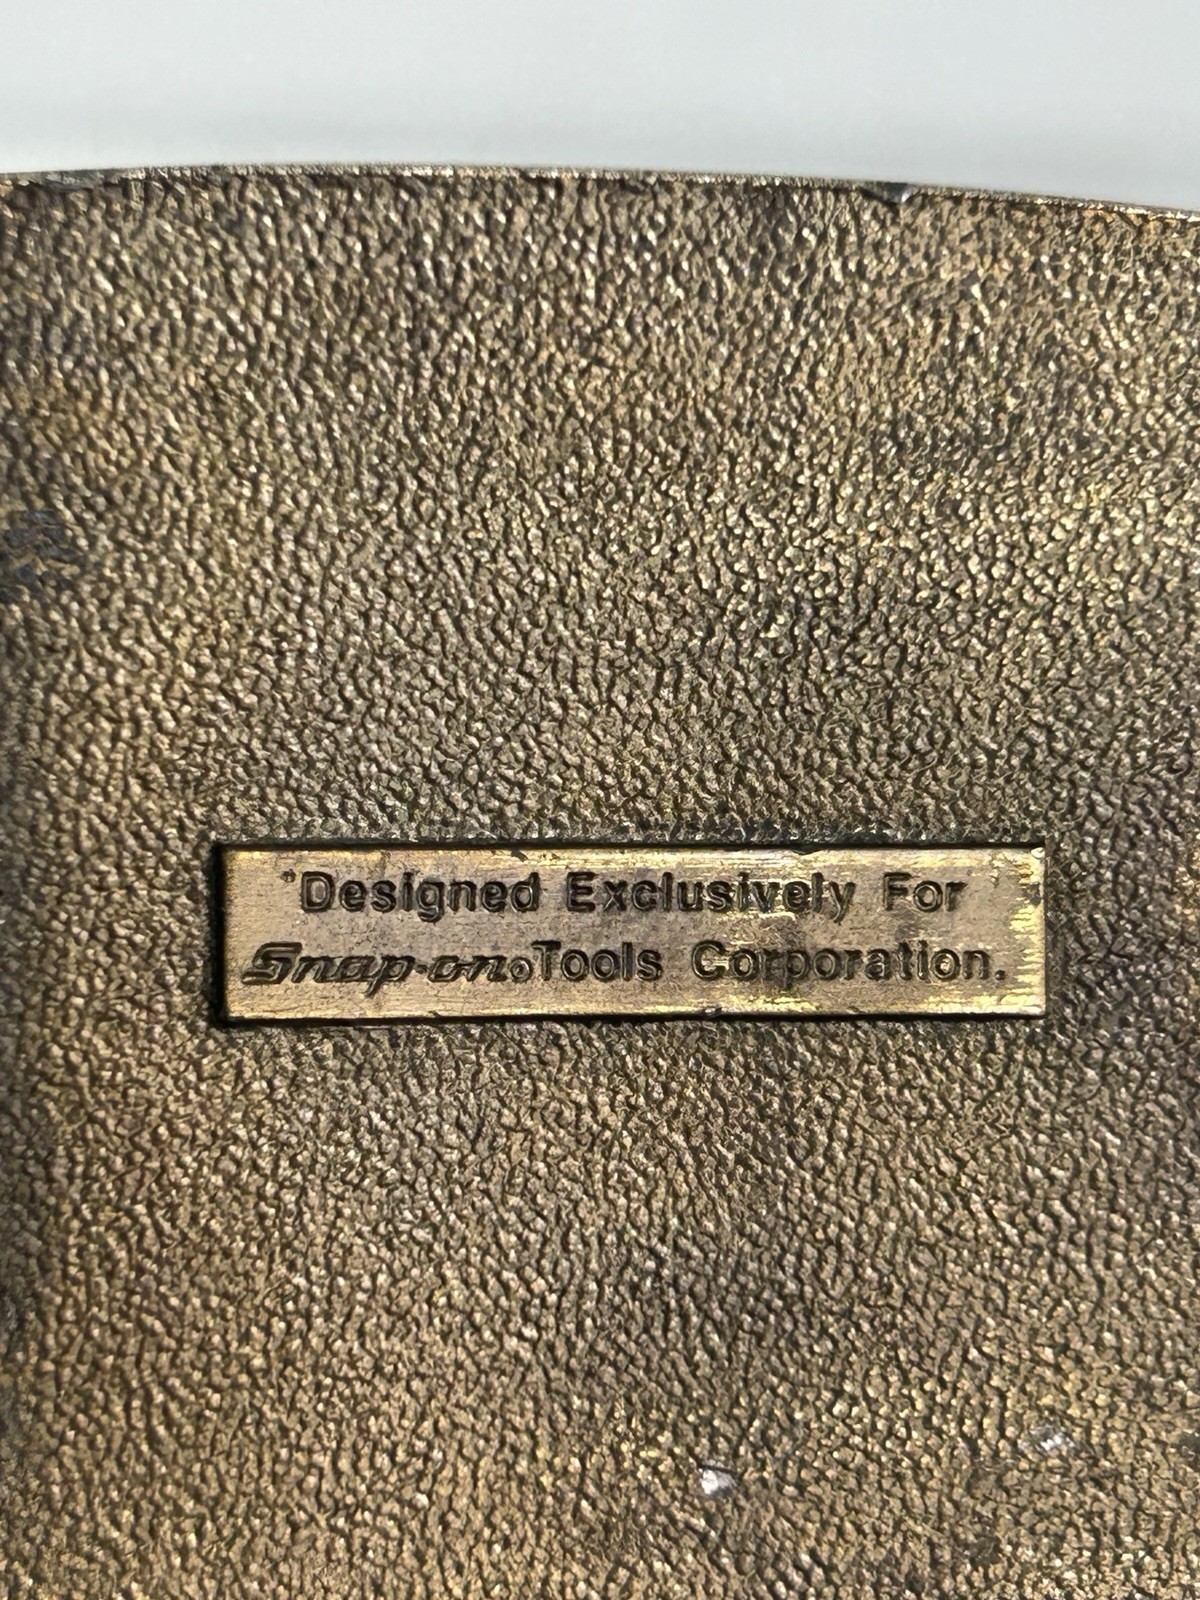 "Designed Exclusively For
Snap-on® Tools Corporation.